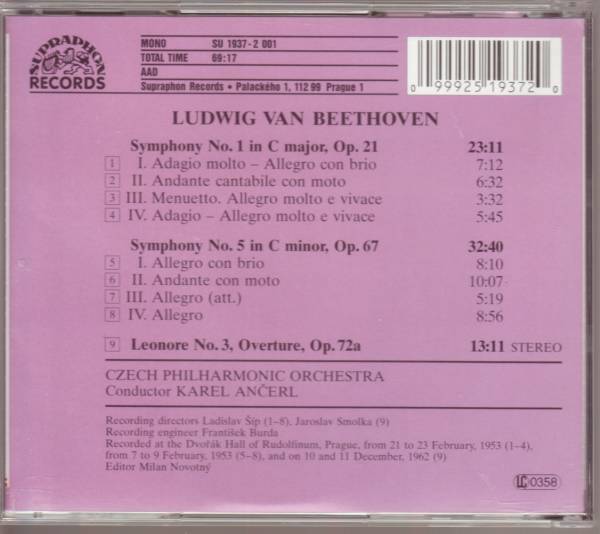 SUPRAPHON
RECORDS
MONO SU 1937-2 001
TOTAL TIME 69:17
AAD
Supraphon Records • Palackého 1, 112 99 Prague 1
0 99925 19372 0
LUDWIG VAN BEETHOVEN
Symphony No. 1 in C major, Op. 21 23:11
1 I. Adagio molto – Allegro con brio 7:12
2 II. Andante cantabile con moto 6:32
3 III. Menuetto. Allegro molto e vivace 3:32
4 IV. Adagio – Allegro molto e vivace 5:45
Symphony No. 5 in C minor, Op. 67 32:40
5 I. Allegro con brio 8:10
6 II. Andante con moto 10:07
7 III. Allegro (att.) 5:19
8 IV. Allegro 8:56
9 Leonore No. 3, Overture, Op. 72a 13:11 STEREO
CZECH PHILHARMONIC ORCHESTRA
Conductor KAREL ANČERL
Recording directors Ladislav Šíp (1–8), Jaroslav Smolka (9)
Recording engineer František Burda
Recorded at the Dvořák Hall of Rudolfinum, Prague, from 21 to 23 February, 1953 (1–4),
from 7 to 9 February, 1953 (5–8), and on 10 and 11 December, 1962 (9)
Editor Milan Novotný
LC 0358